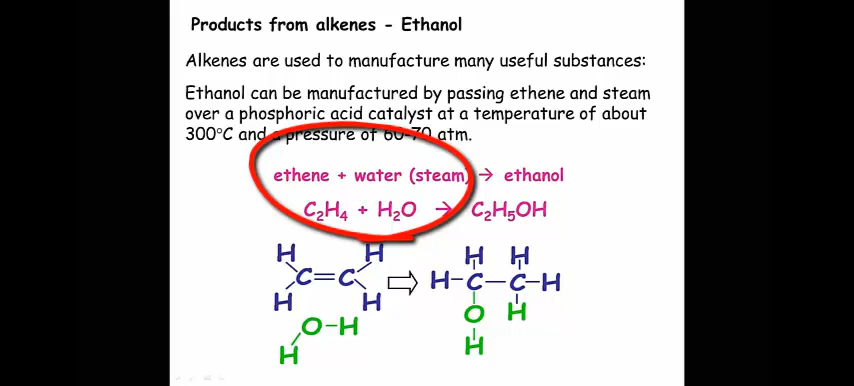 Products from alkenes - Ethanol
Alkenes are used to manufacture many useful substances:
Ethanol can be manufactured by passing ethene and steam
over a phosphoric acid catalyst at a temperature of about
300°C and a pressure of 60-70 atm.
ethene + water (steam) → ethanol
C₂H₄ + H₂O → C₂H₅OH
H H H H
C=C ⇨ H-C-C-H
H H O H
O-H
H H